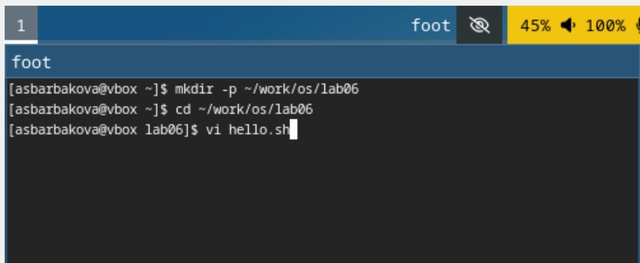 1 foot 45% 100%
foot
[asbarbakova@vbox ~]$ mkdir -p ~/work/os/lab06
[asbarbakova@vbox ~]$ cd ~/work/os/lab06
[asbarbakova@vbox lab06]$ vi hello.sh